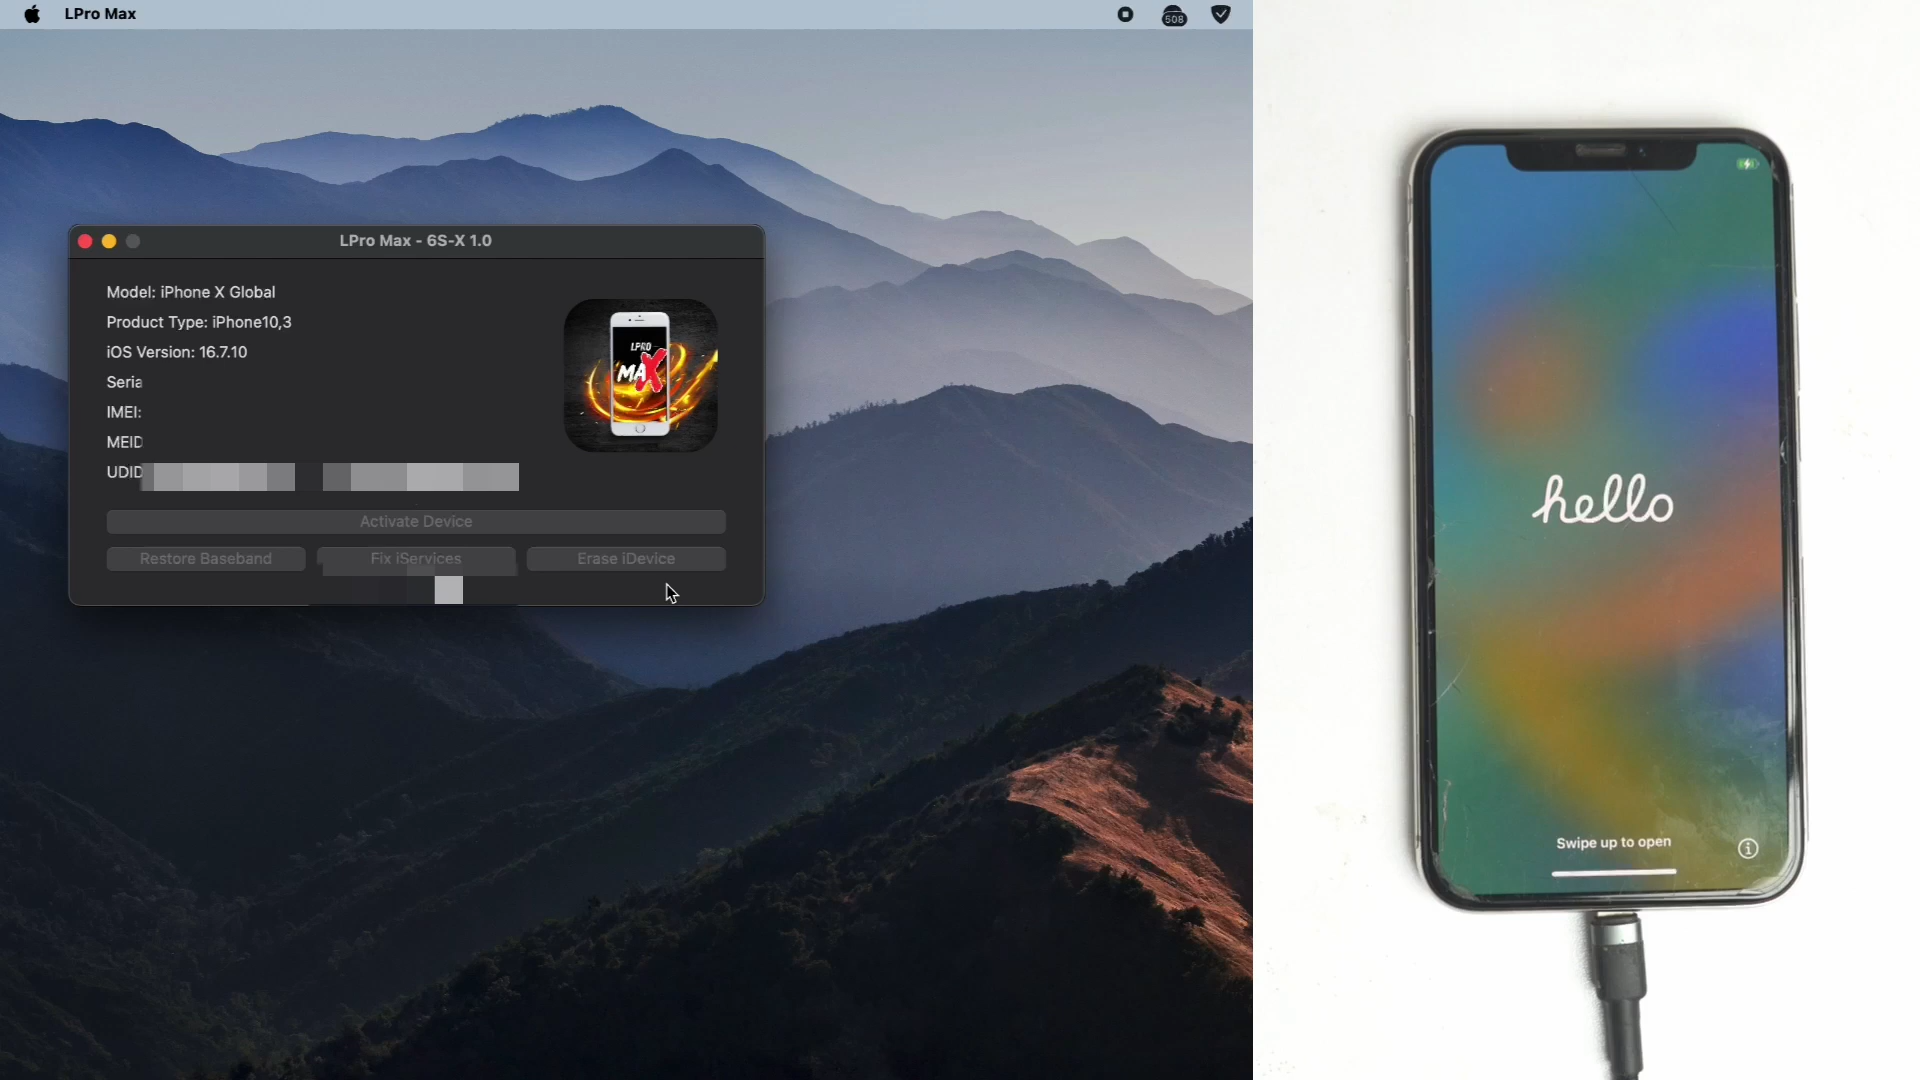 LPro Max
508
LPro Max - 6S-X 1.0
Model: iPhone X Global
Product Type: iPhone10,3
iOS Version: 16.7.10
Seria
IMEI:
MEID
UDID
LPRO
MAX
Activate Device
Restore Baseband
Fix iServices
Erase iDevice
hello
Swipe up to open